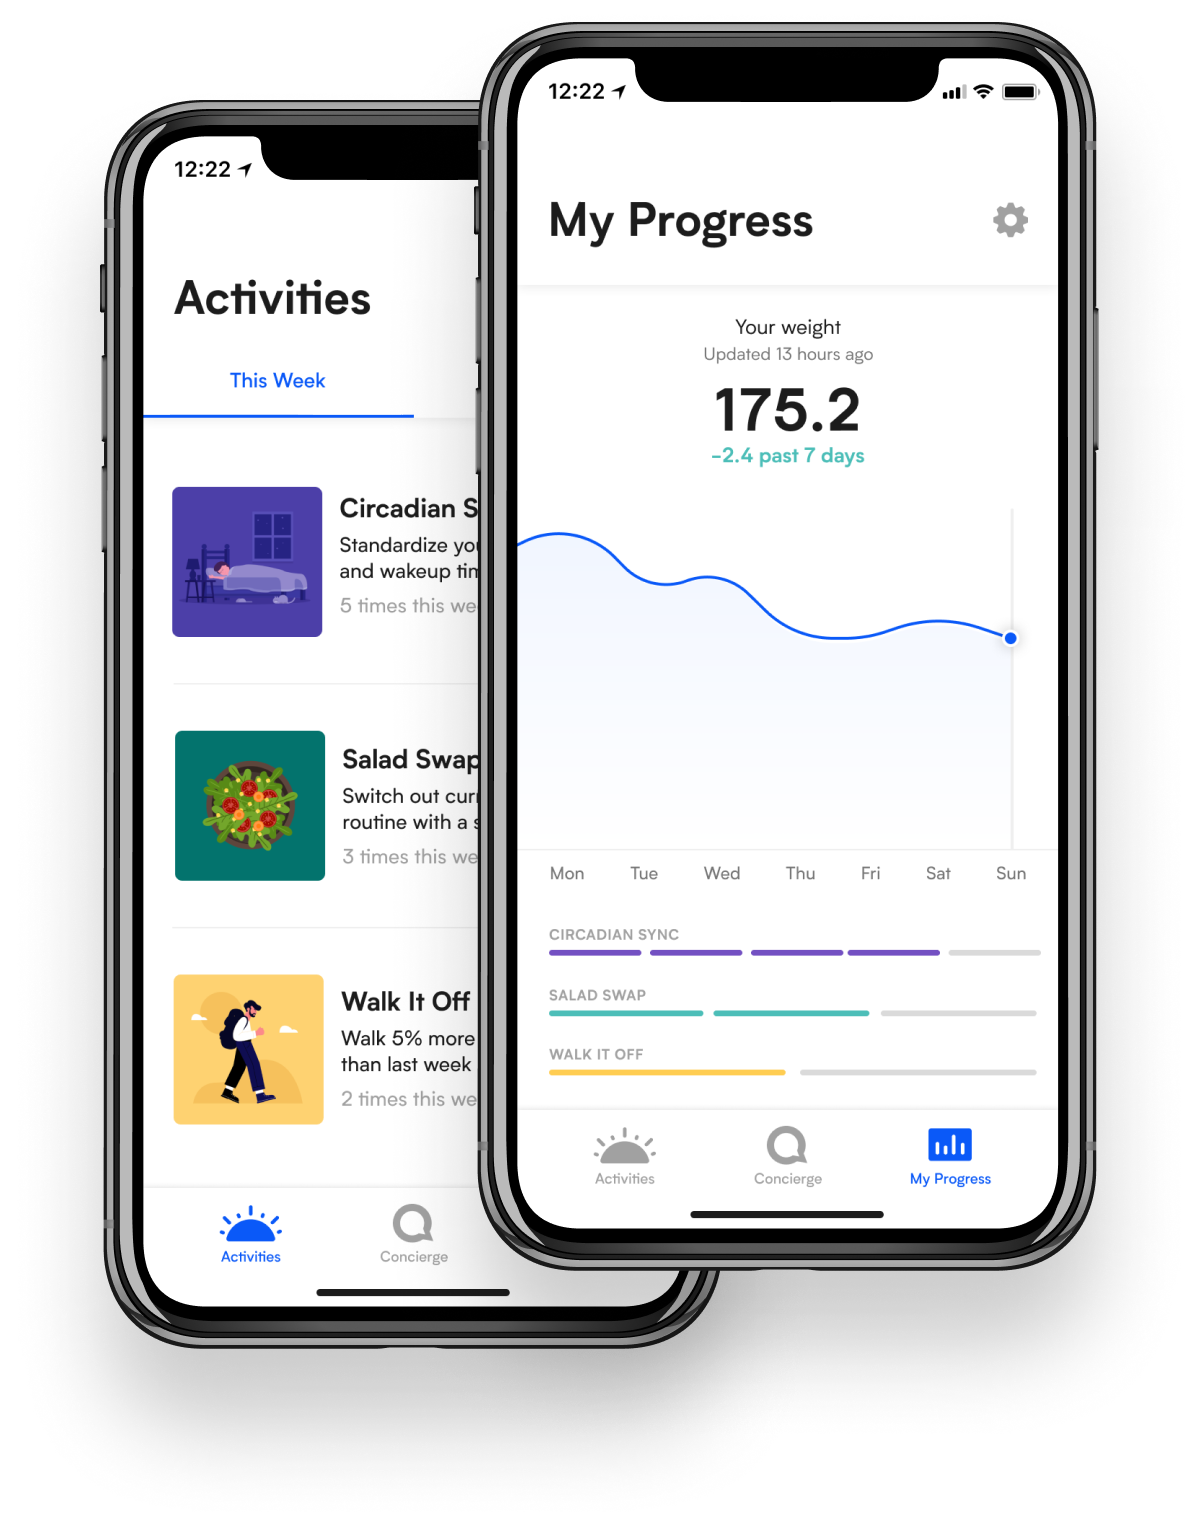 12:22
Activities
This Week
Circadian S
Standardize you
and wakeup tim
5 times this we
Salad Swap
Switch out curr
routine with a s
3 times this we
Walk It Off
Walk 5% more
than last week
2 times this we
Activities
Concierge
12:22
My Progress
Your weight
Updated 13 hours ago
175.2
-2.4 past 7 days
Mon Tue Wed Thu Fri Sat Sun
CIRCADIAN SYNC
SALAD SWAP
WALK IT OFF
Activities
Concierge
My Progress